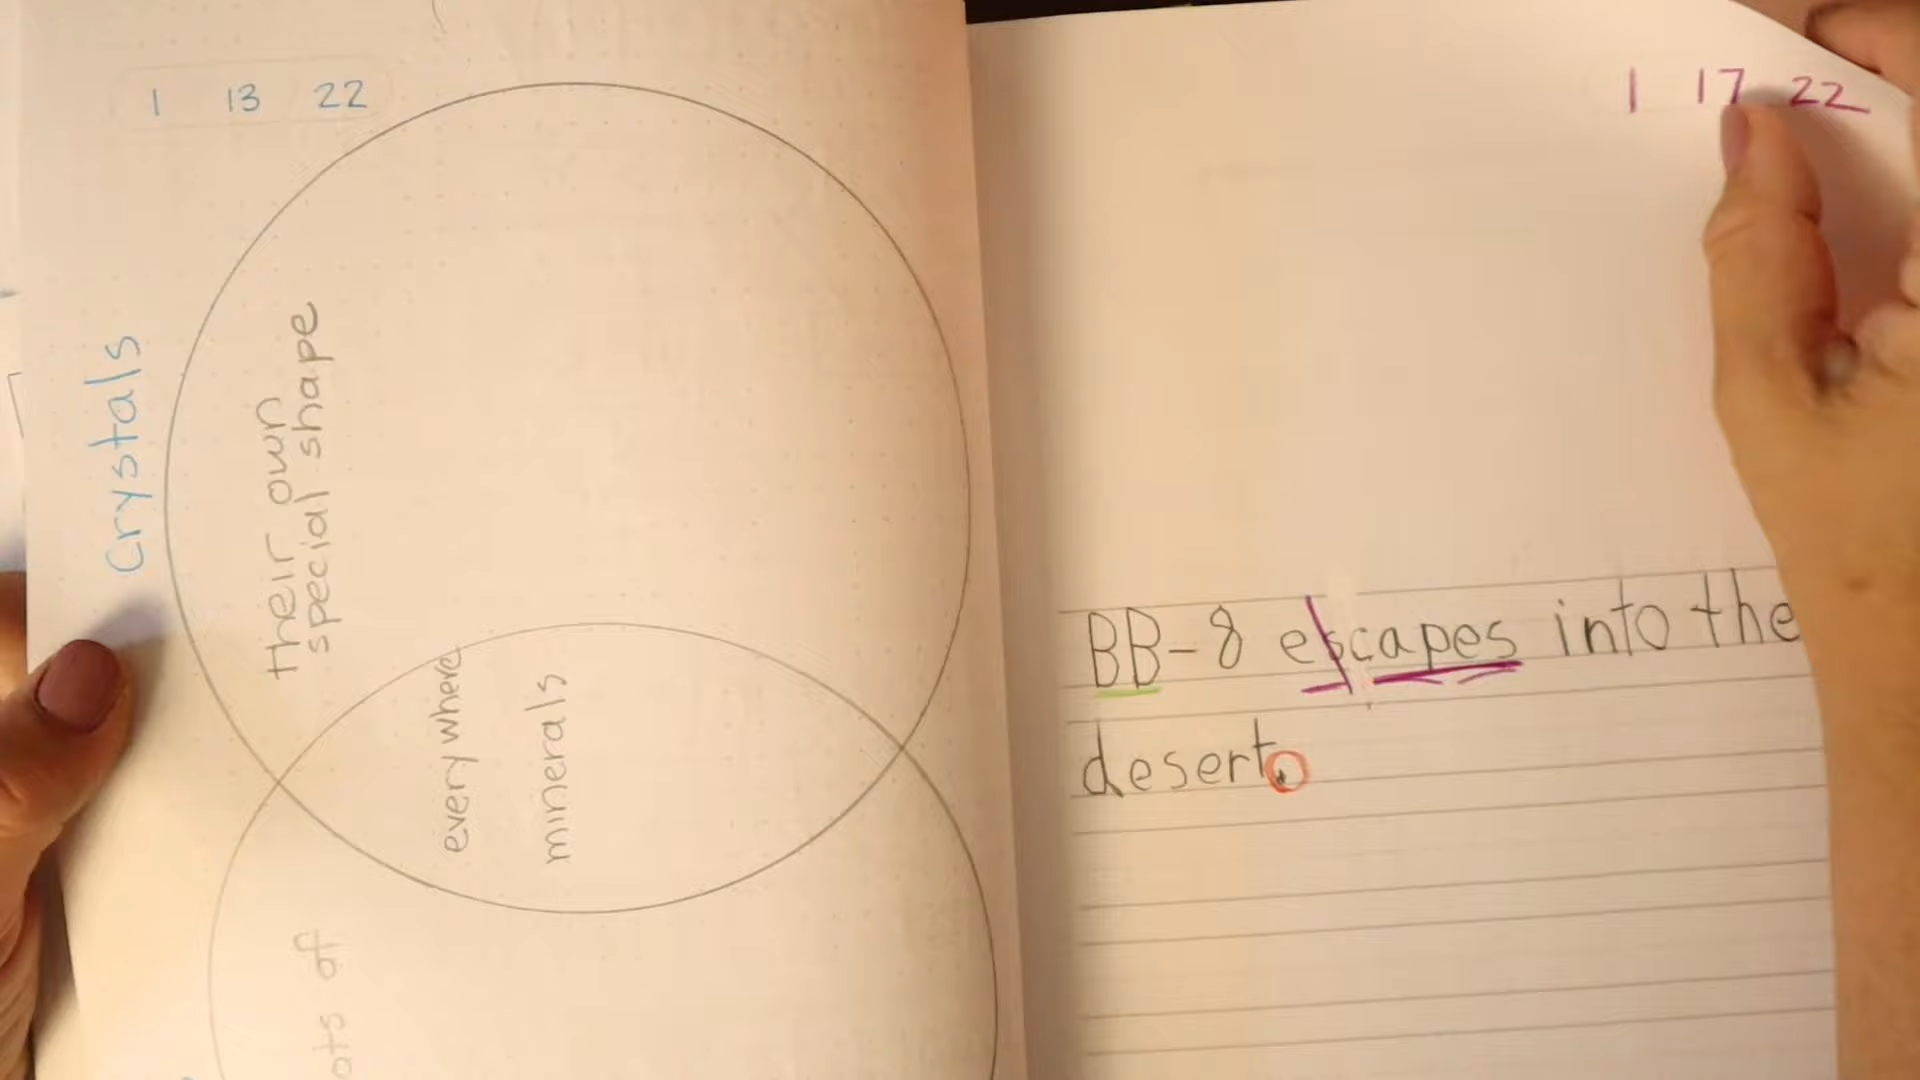 1 13 22
Crystals
their own
special shape
every where
minerals
of
1 17 22
BB-8 escapes into the
desert.